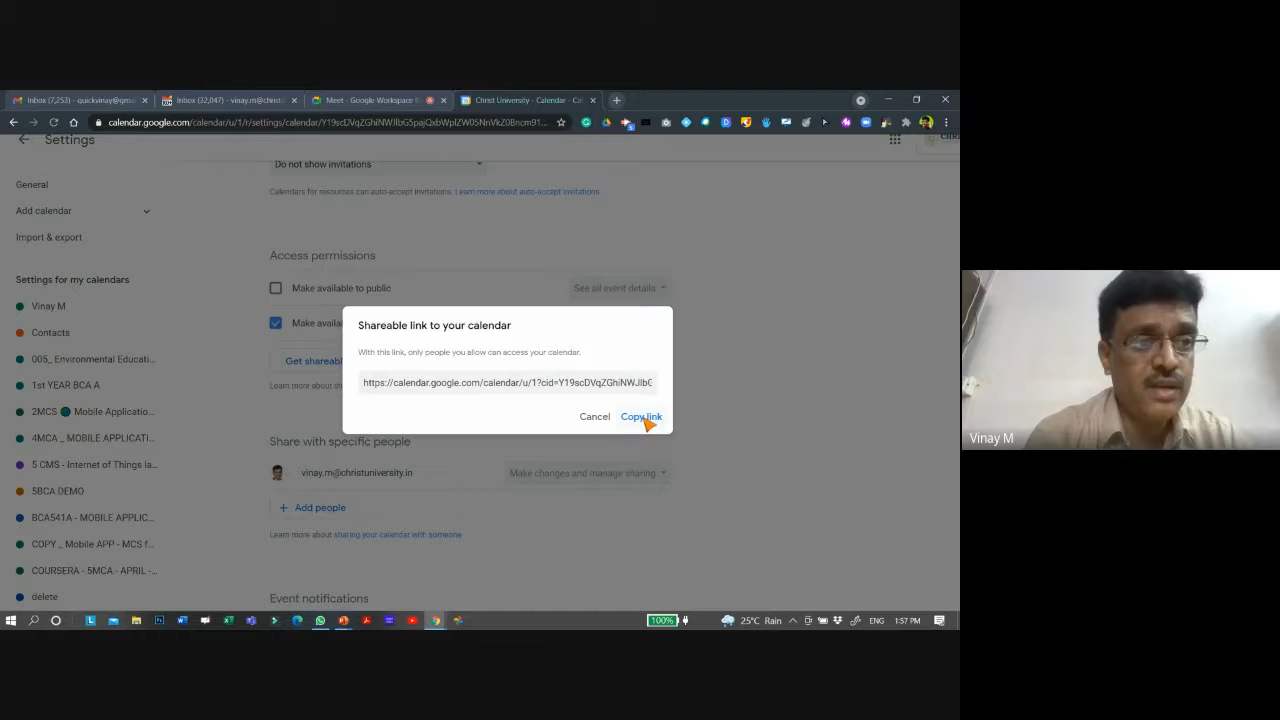 Inbox (7,253) - quickvinay@gma
Inbox (32,047) - vinay.m@christ
Meet - Google Workspace
Christ University - Calendar - Cal
calendar.google.com/calendar/u/1/r/settings/calendar/
Settings
Do not show invitations
Calendars for resources can auto-accept invitations. Learn more about auto-accept invitations
General
Add calendar
Import & export
Access permissions
Settings for my calendars
Make available to public
See all event details
Vinay M
Make availa
Contacts
Get shareab
005_ Environmental Educati...
Learn more about sh
1st YEAR BCA A
2MCS Mobile Applicatio...
4MCA _ MOBILE APPLICATI...
5 CMS - Internet of Things la...
5BCA DEMO
BCA541A - MOBILE APPLIC...
COPY _ Mobile APP - MCS f...
COURSERA - 5MCA - APRIL -...
delete
Shareable link to your calendar
With this link, only people you allow can access your calendar.
https://calendar.google.com/calendar/u/1?cid=
Cancel
Copy link
Share with specific people
vinay.m@christuniversity.in
Make changes and manage sharing
+ Add people
Learn more about sharing your calendar with someone
Event notifications
100%
25°C Rain
ENG
1:57 PM
Vinay M